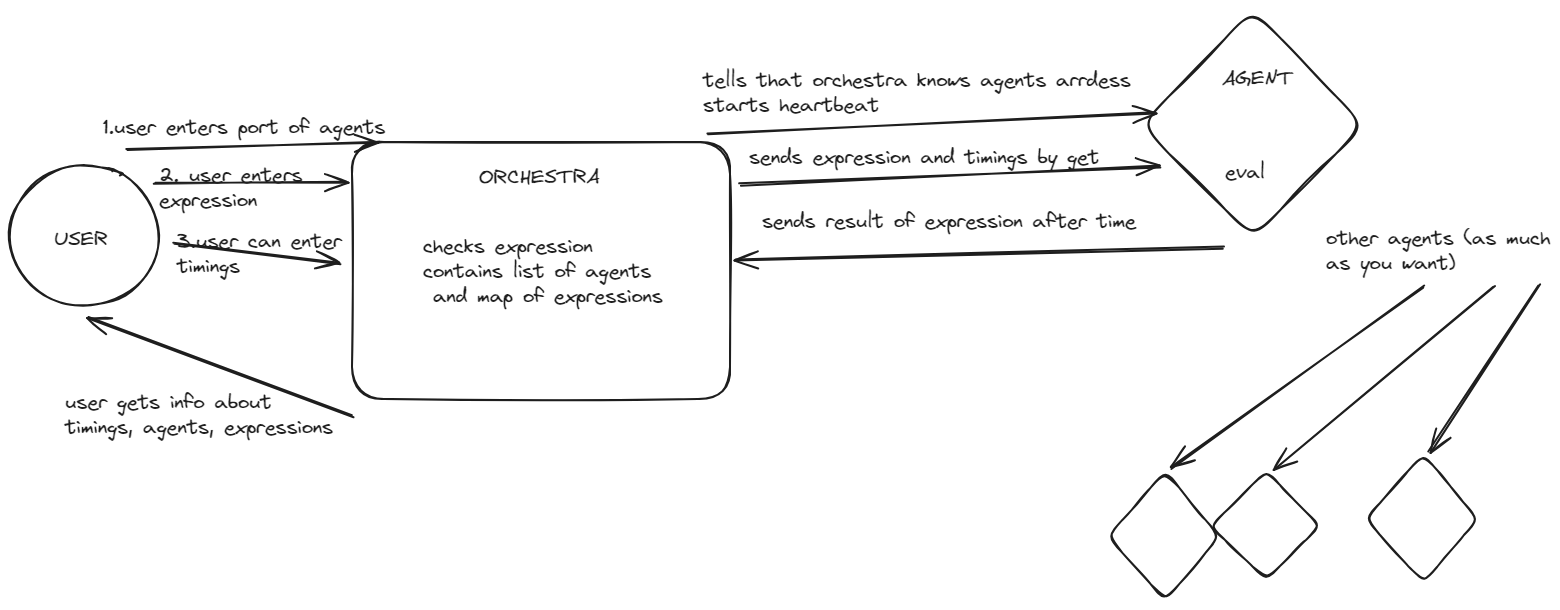 tells that orchestra knows agents arrdess
starts heartbeat
AGENT
1.user enters port of agents
sends expression and timings by get
2. user enters
expression
ORCHESTRA
eval
sends result of expression after time
USER
3.user can enter
timings
checks expression
contains list of agents
and map of expressions
other agents (as much
as you want)
user gets info about
timings, agents, expressions